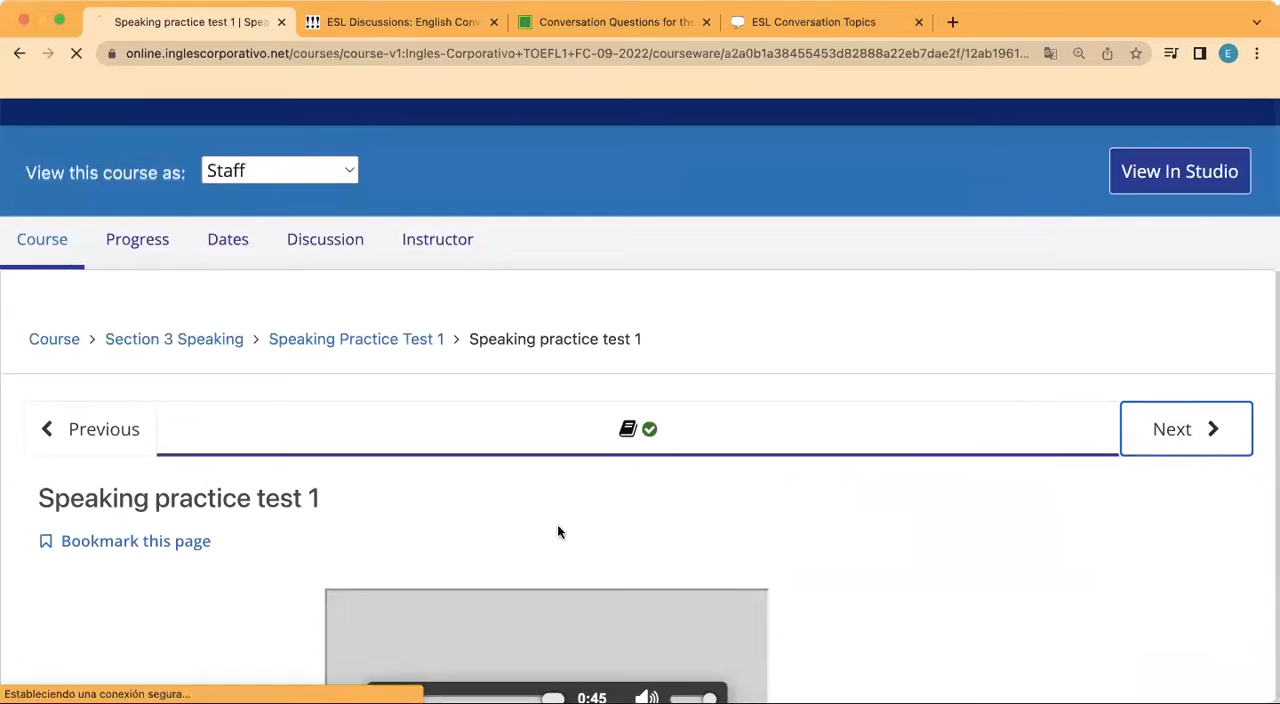 Speaking practice test 1 | Spea
ESL Discussions: English Conv
Conversation Questions for the
ESL Conversation Topics
online.inglescorporativo.net/courses/course-v1:Ingles-Corporativo+TOEFL1+FC-09-2022/courseware/a2a0b1a38455453d82888a22eb7dae2f/12ab1961...
E
View this course as:
Staff
View In Studio
Course
Progress
Dates
Discussion
Instructor
Course > Section 3 Speaking > Speaking Practice Test 1 > Speaking practice test 1
Previous
Next
Speaking practice test 1
Bookmark this page
0:45
Estableciendo una conexión segura...